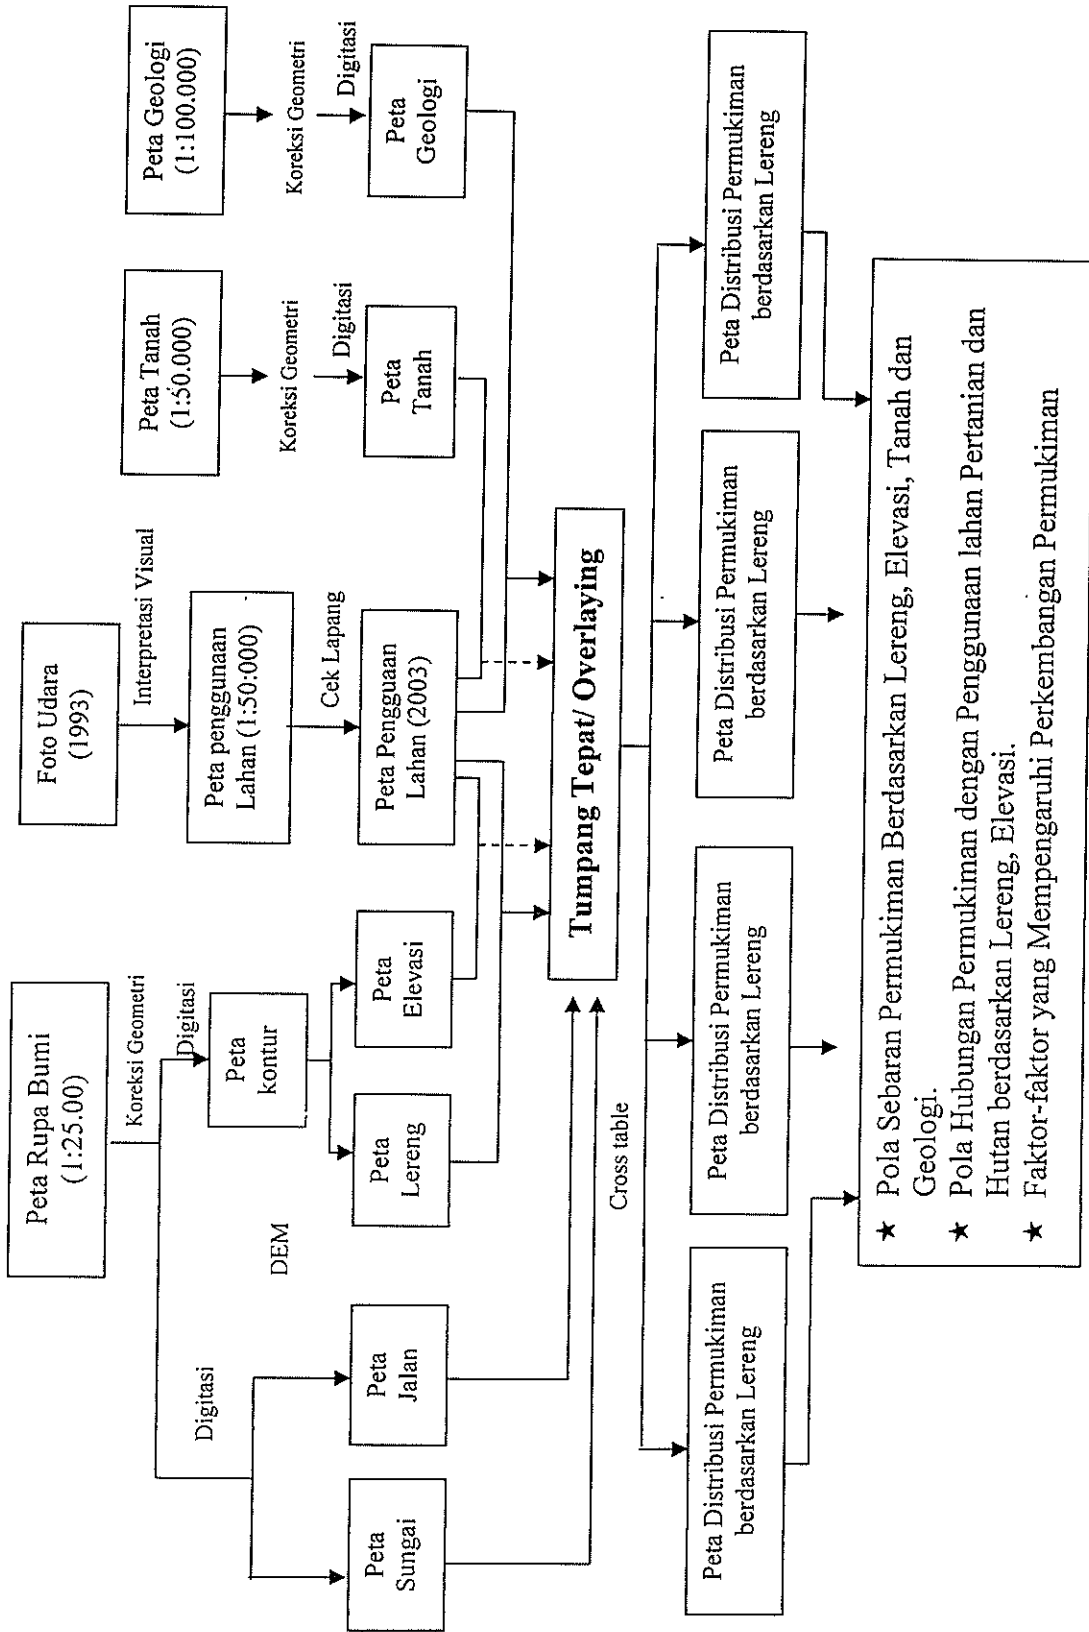 Peta Rupa Bumi
(1:25.00)
Foto Udara
(1993)
Peta Tanah
(1:50.000)
Peta Geologi
(1:100.000)
Koreksi Geometri
Interpretasi Visual
Koreksi Geometri
Koreksi Geometri
Digitasi
Digitasi
Peta
kontur
Peta penggunaan
Lahan (1:50:000)
Digitasi
Digitasi
DEM
Cek Lapang
Peta
Sungai
Peta
Jalan
Peta
Lereng
Peta
Elevasi
Peta Pengguaan
Lahan (2003)
Peta
Tanah
Peta
Geologi
Tumpang Tepat/ Overlaying
Cross table
Peta Distribusi Permukiman
berdasarkan Lereng
Peta Distribusi Permukiman
berdasarkan Lereng
Peta Distribusi Permukiman
berdasarkan Lereng
Peta Distribusi Permukiman
berdasarkan Lereng
★ Pola Sebaran Permukiman Berdasarkan Lereng, Elevasi, Tanah dan
Geologi.
★ Pola Hubungan Permukiman dengan Penggunaan lahan Pertanian dan
Hutan berdasarkan Lereng, Elevasi.
★ Faktor-faktor yang Mempengaruhi Perkembangan Permukiman